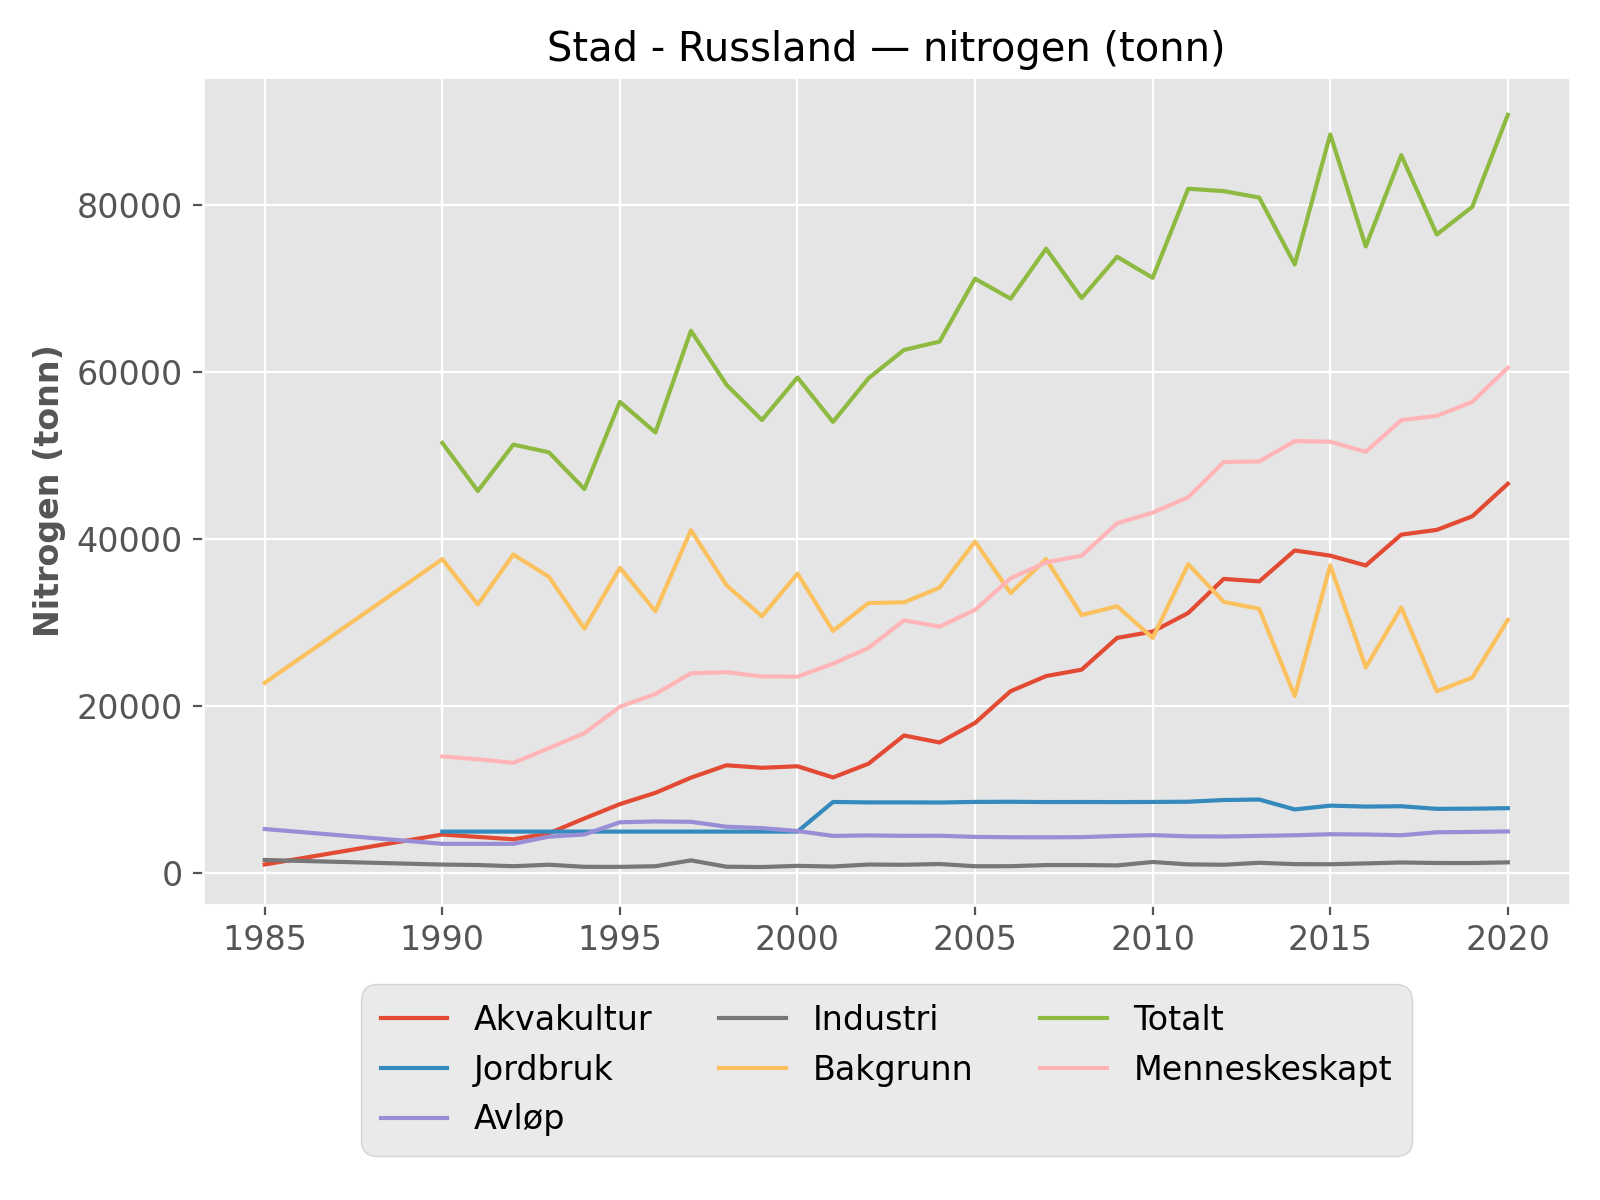 Stad - Russland — nitrogen (tonn)
Nitrogen (tonn)
80000
60000
40000
20000
0
1985 1990 1995 2000 2005 2010 2015 2020
Akvakultur Industri Totalt
Jordbruk Bakgrunn Menneskeskapt
Avløp